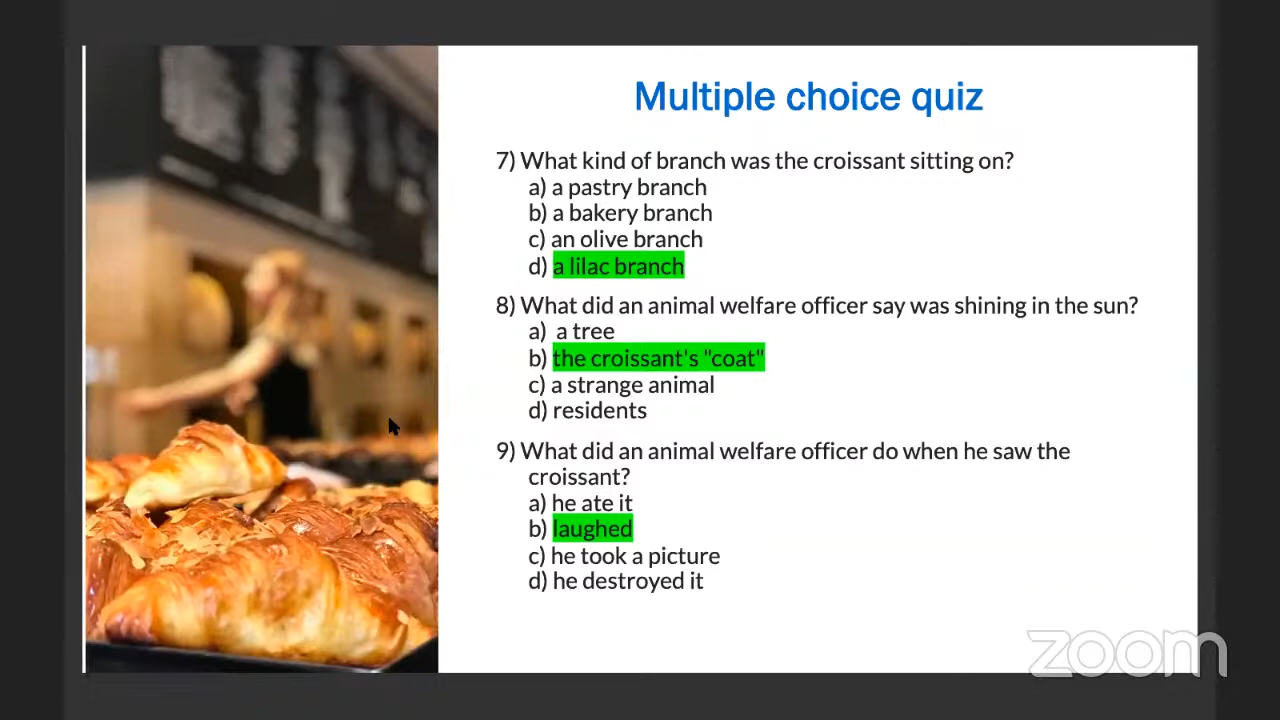 Multiple choice quiz
7) What kind of branch was the croissant sitting on?
a) a pastry branch
b) a bakery branch
c) an olive branch
d) a lilac branch
8) What did an animal welfare officer say was shining in the sun?
a) a tree
b) the croissant's "coat"
c) a strange animal
d) residents
9) What did an animal welfare officer do when he saw the
croissant?
a) he ate it
b) laughed
c) he took a picture
d) he destroyed it
zoom